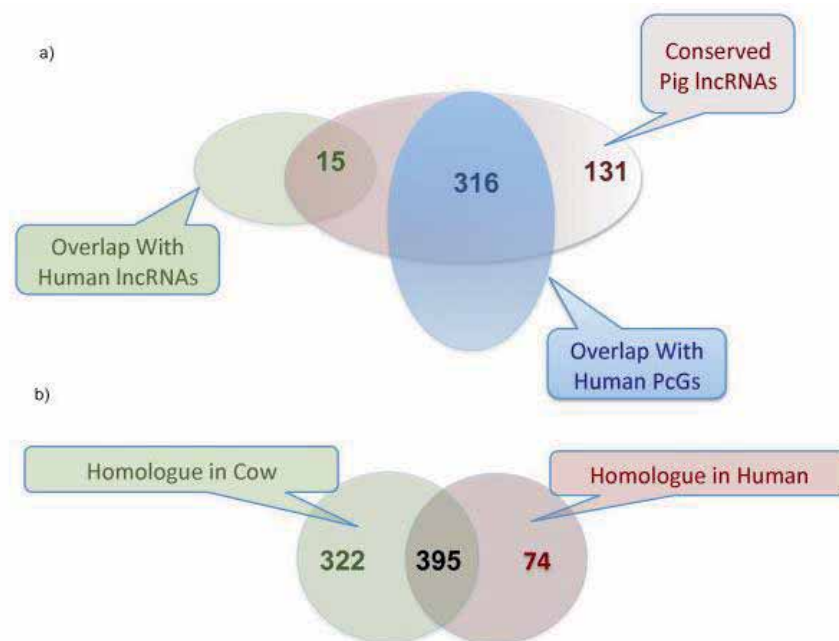 a)
Conserved
Pig lncRNAs
15
316
131
Overlap With
Human lncRNAs
Overlap With
Human PcGs
b)
Homologue in Cow
Homologue in Human
322
395
74